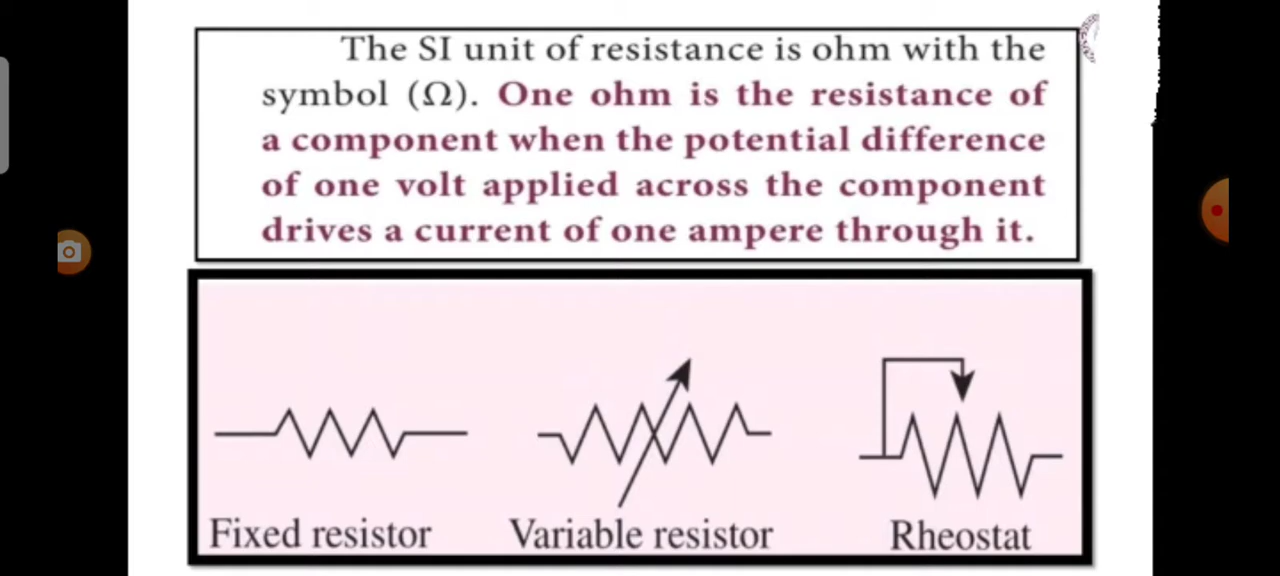 The SI unit of resistance is ohm with the
symbol (Ω). One ohm is the resistance of
a component when the potential difference
of one volt applied across the component
drives a current of one ampere through it.
Fixed resistor
Variable resistor
Rheostat